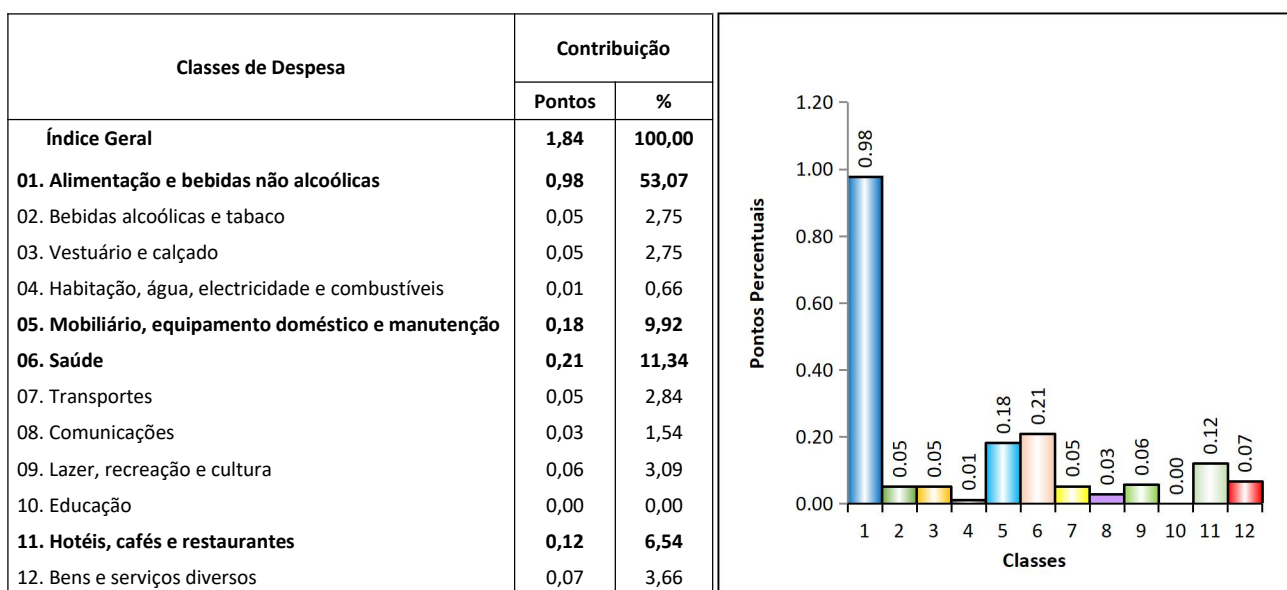 Classes de Despesa
Contribuição
Pontos %
Índice Geral 1,84 100,00
01. Alimentação e bebidas não alcoólicas 0,98 53,07
02. Bebidas alcoólicas e tabaco 0,05 2,75
03. Vestuário e calçado 0,05 2,75
04. Habitação, água, electricidade e combustíveis 0,01 0,66
05. Mobiliário, equipamento doméstico e manutenção 0,18 9,92
06. Saúde 0,21 11,34
07. Transportes 0,05 2,84
08. Comunicações 0,03 1,54
09. Lazer, recreação e cultura 0,06 3,09
10. Educação 0,00 0,00
11. Hotéis, cafés e restaurantes 0,12 6,54
12. Bens e serviços diversos 0,07 3,66
Pontos Percentuais
1.20
1.00
0.80
0.60
0.40
0.20
0.00
0.98 0.05 0.05 0.01 0.18 0.21 0.05 0.03 0.06 0.00 0.12 0.07
1 2 3 4 5 6 7 8 9 10 11 12
Classes